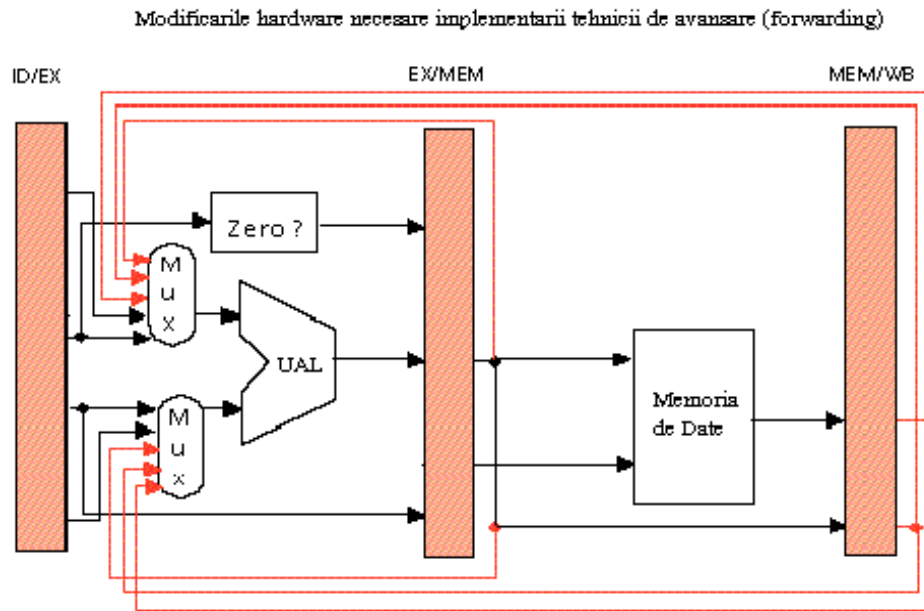 Modificarile hardware necesare implementarii tehnicii de avansare (forwarding)
ID/EX
EX/MEM
MEM/WB
Zero ?
M
u
x
UAL
M
u
x
Memoria
de Date